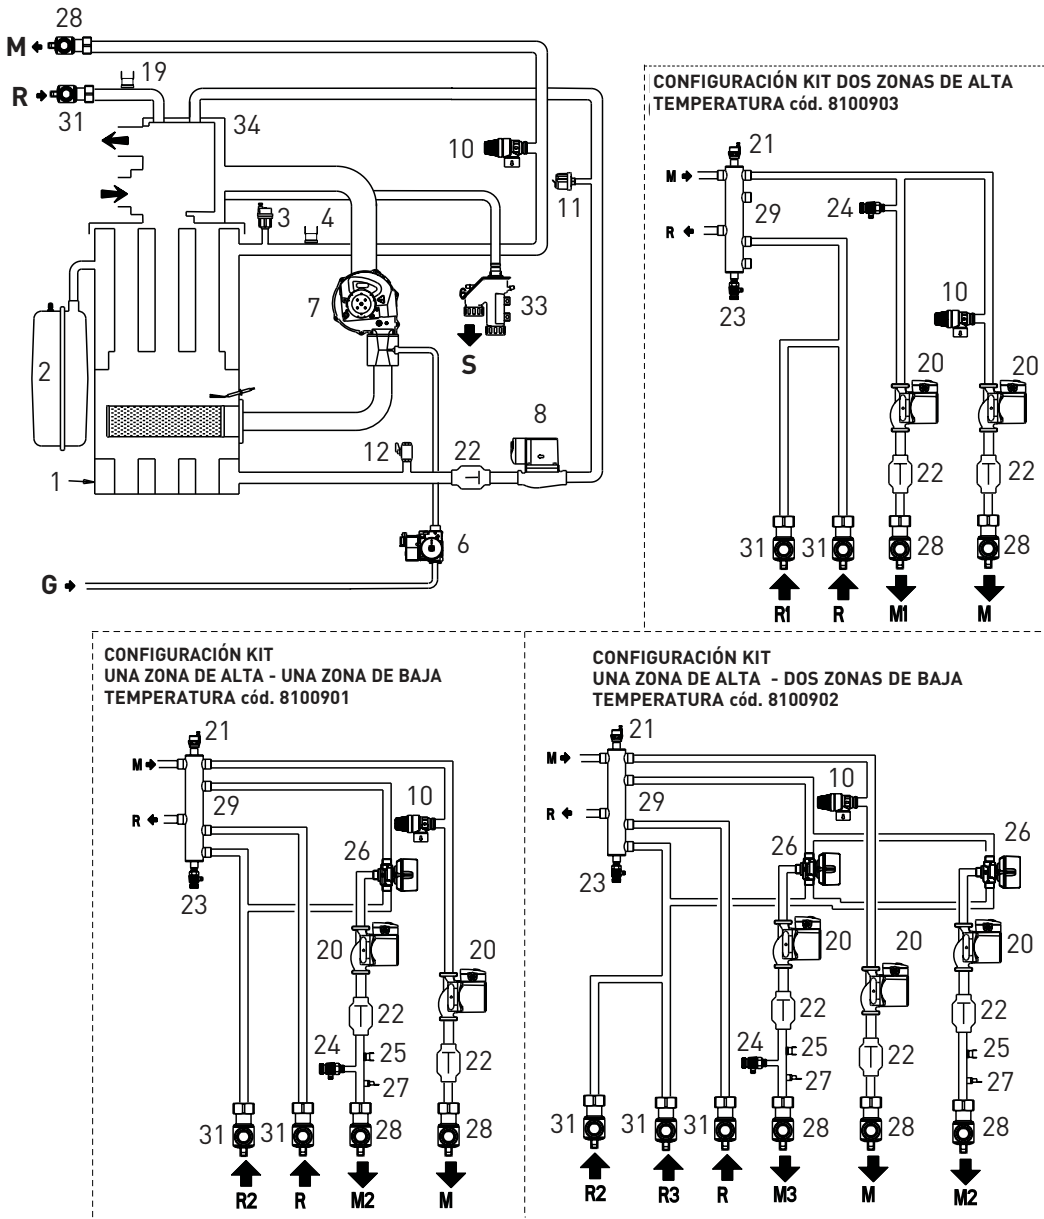 28
M
19
R
31
34
10
11
3
4
7
33
S
2
8
12
22
1
6
G
CONFIGURACIÓN KIT DOS ZONAS DE ALTA
TEMPERATURA cód. 8100903
21
M
24
29
R
10
23
20
20
22
22
31
31
28
28
R1
R
M1
M
CONFIGURACIÓN KIT
UNA ZONA DE ALTA - UNA ZONA DE BAJA
TEMPERATURA cód. 8100901
21
M
29
10
R
26
23
20
20
22
24
25
22
27
31
31
28
28
R2
R
M2
M
CONFIGURACIÓN KIT
UNA ZONA DE ALTA - DOS ZONAS DE BAJA
TEMPERATURA cód. 8100902
21
M
29
10
R
26
26
23
20
20
20
22
22
24
25
22
25
27
27
31
31
31
28
28
28
R2
R3
R
M3
M
M2